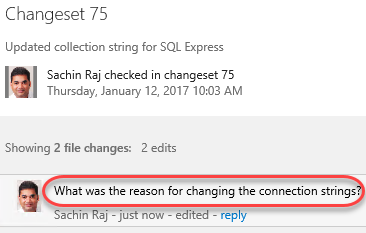 Changeset 75
Updated collection string for SQL Express
Sachin Raj checked in changeset 75
Thursday, January 12, 2017 10:03 AM
Showing 2 file changes: 2 edits
What was the reason for changing the connection strings?
Sachin Raj - just now - edited - reply